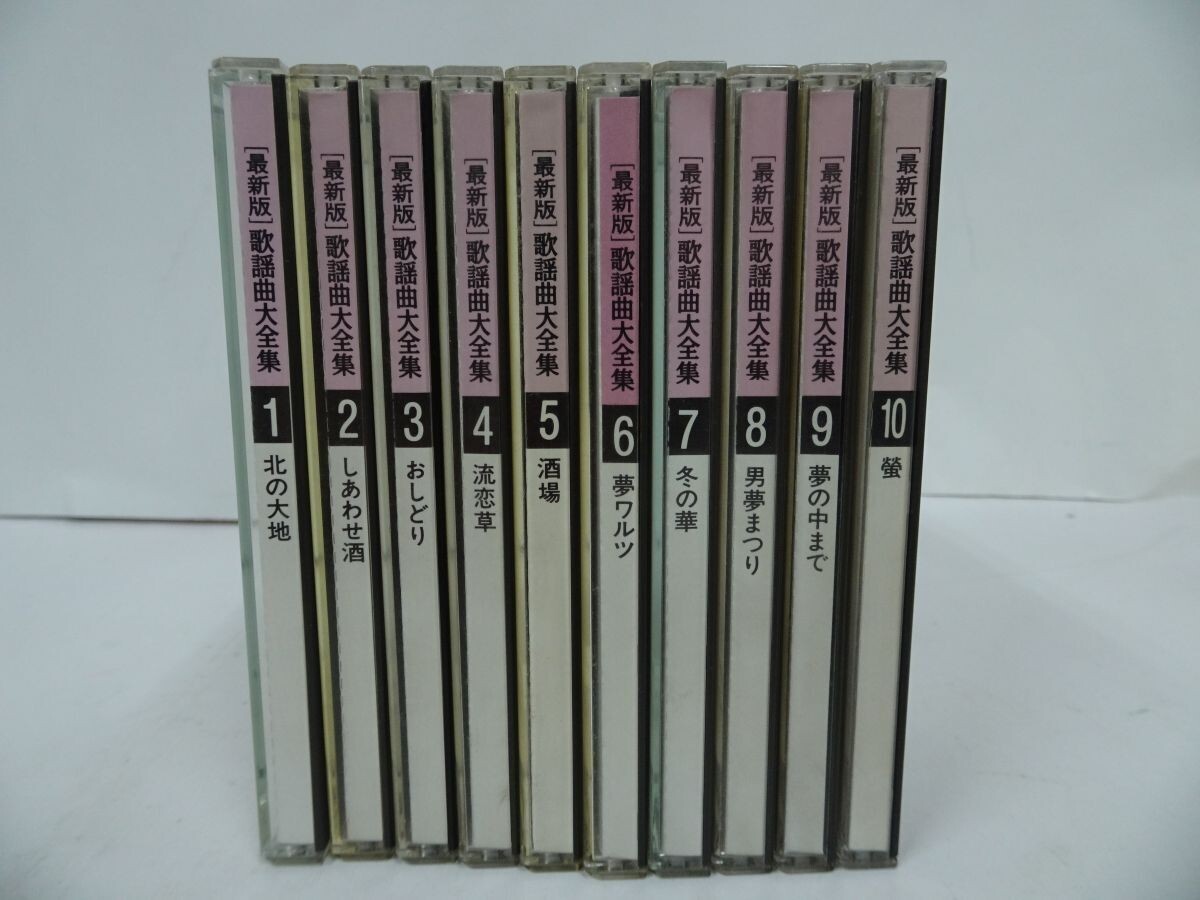 ［最新版］歌謡曲大全集 1 北の大地
［最新版］歌謡曲大全集 2 しあわせ酒
［最新版］歌謡曲大全集 3 おしどり
［最新版］歌謡曲大全集 4 流恋草
［最新版］歌謡曲大全集 5 酒場
［最新版］歌謡曲大全集 6 夢ワルツ
［最新版］歌謡曲大全集 7 冬の華
［最新版］歌謡曲大全集 8 男夢まつり
［最新版］歌謡曲大全集 9 夢の中まで
［最新版］歌謡曲大全集 10 螢